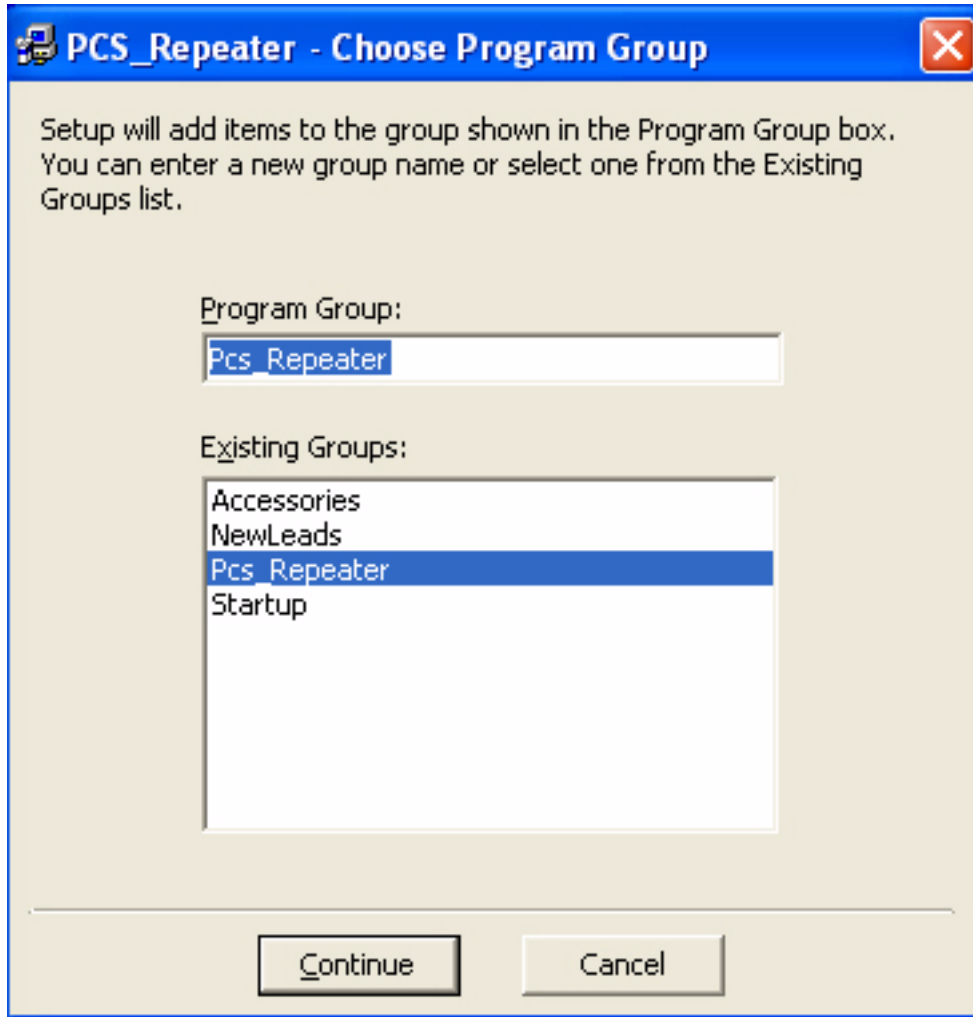 PCS_Repeater - Choose Program Group
Setup will add items to the group shown in the Program Group box.
You can enter a new group name or select one from the Existing
Groups list.
Program Group:
Pcs_Repeater
Existing Groups:
Accessories
NewLeads
Pcs_Repeater
Startup
Continue
Cancel